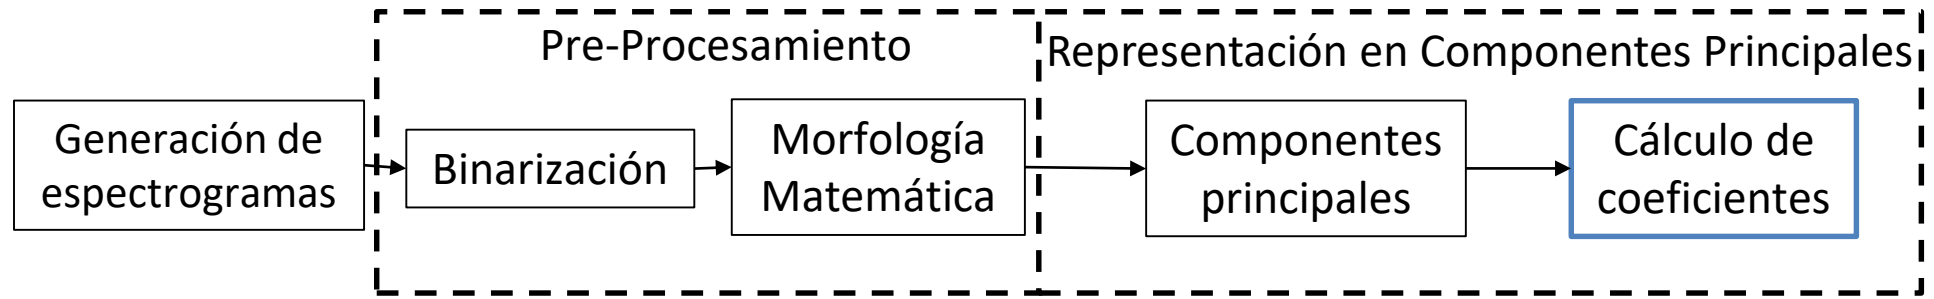 Pre-Procesamiento
Representación en Componentes Principales
Generación de
espectrogramas
Binarización
Morfología
Matemática
Componentes
principales
Cálculo de
coeficientes